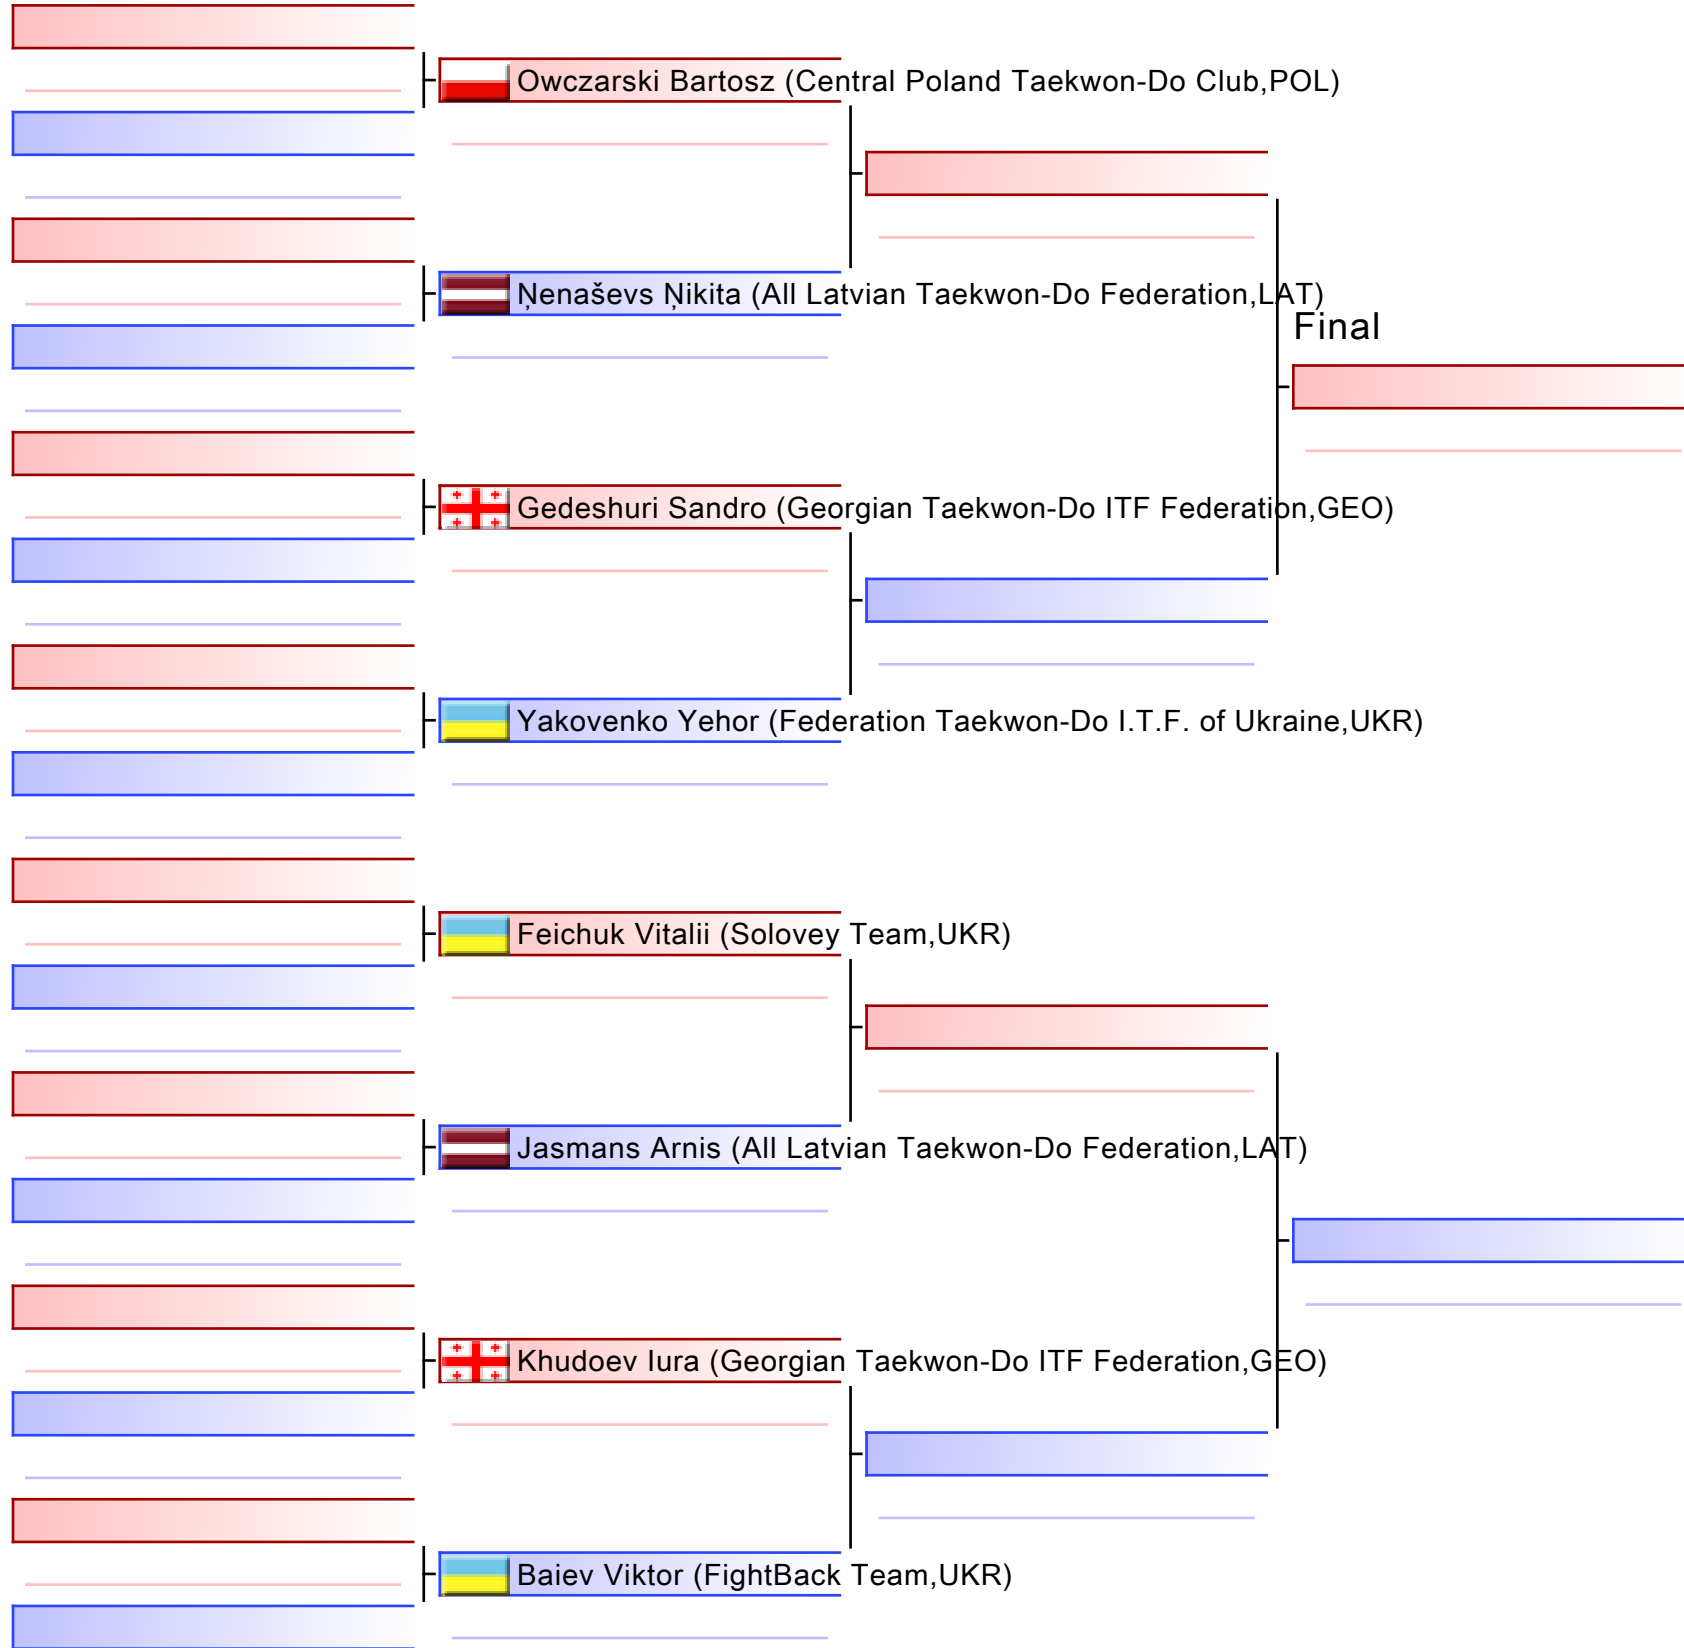 Owczarski Bartosz (Central Poland Taekwon-Do Club,POL)
Ņenaševs Ņikita (All Latvian Taekwon-Do Federation,LAT)
Final
Gedeshuri Sandro (Georgian Taekwon-Do ITF Federation,GEO)
Yakovenko Yehor (Federation Taekwon-Do I.T.F. of Ukraine,UKR)
Feichuk Vitalii (Solovey Team,UKR)
Jasmans Arnis (All Latvian Taekwon-Do Federation,LAT)
Khudoev Iura (Georgian Taekwon-Do ITF Federation,GEO)
Baiev Viktor (FightBack Team,UKR)